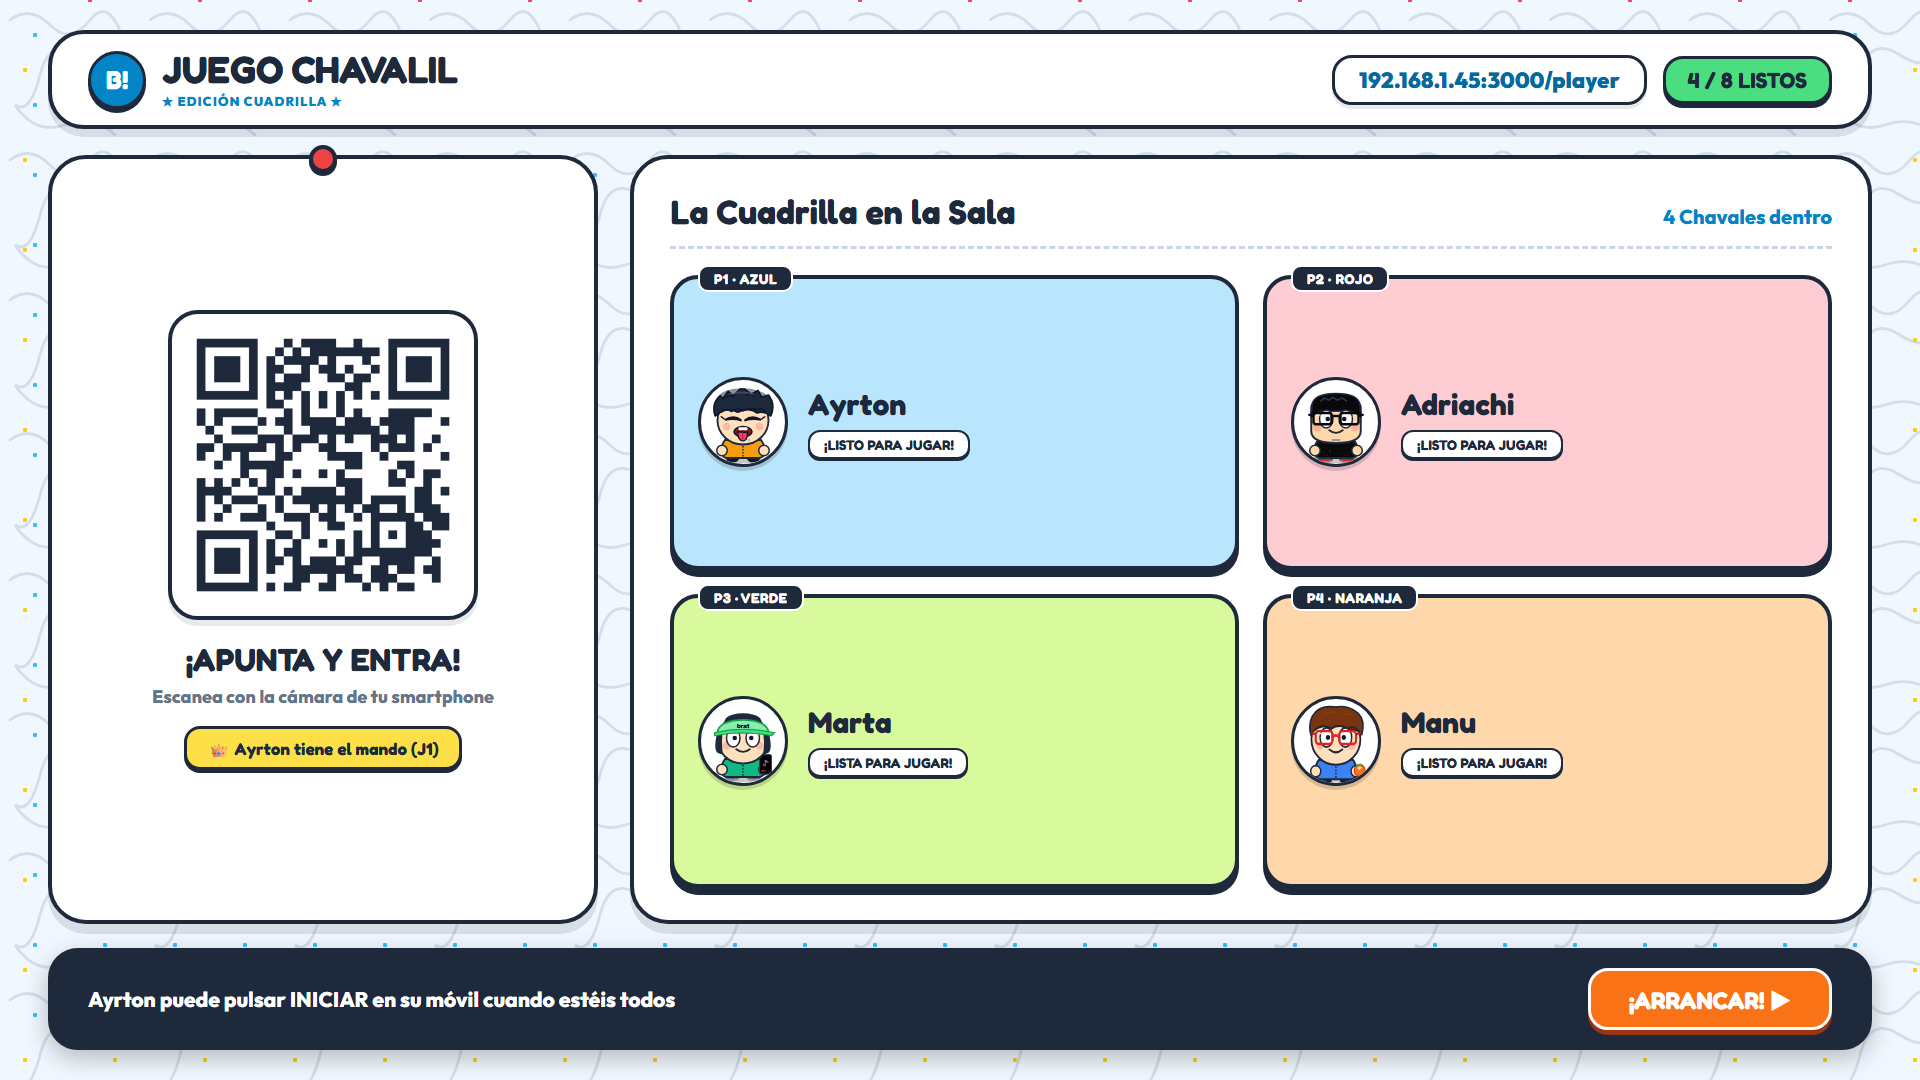 B!
JUEGO CHAVALIL
★ EDICIÓN CUADRILLA ★
192.168.1.45:3000/player
4 / 8 LISTOS
¡APUNTA Y ENTRA!
Escanea con la cámara de tu smartphone
Ayrton tiene el mando (J1)
La Cuadrilla en la Sala
4 Chavales dentro
P1 · AZUL
Ayrton
¡LISTO PARA JUGAR!
P2 · ROJO
Adriachi
¡LISTO PARA JUGAR!
P3 · VERDE
brat
Marta
¡LISTA PARA JUGAR!
P4 · NARANJA
Manu
¡LISTO PARA JUGAR!
Ayrton puede pulsar INICIAR en su móvil cuando estéis todos
¡ARRANCAR! ▶